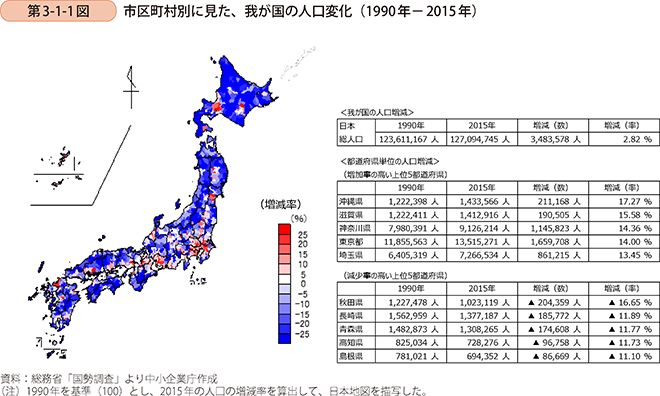 第3-1-1図 市区町村別に見た、我が国の人口変化（1990年－2015年）
＜我が国の人口増減＞
日本 1990年 2015年 増減（数） 増減（率）
総人口 123,611,167 人 127,094,745 人 3,483,578 人 2.82 %
＜都道府県単位の人口増減＞
（増加率の高い上位5都道府県）
1990年 2015年 増減（数） 増減（率）
沖縄県 1,222,398 人 1,433,566 人 211,168 人 17.27 %
滋賀県 1,222,411 人 1,412,916 人 190,505 人 15.58 %
神奈川県 7,980,391 人 9,126,214 人 1,145,823 人 14.36 %
東京都 11,855,563 人 13,515,271 人 1,659,708 人 14.00 %
埼玉県 6,405,319 人 7,266,534 人 861,215 人 13.45 %
（減少率の高い上位5都道府県）
1990年 2015年 増減（数） 増減（率）
秋田県 1,227,478 人 1,023,119 人 ▲ 204,359 人 ▲ 16.65 %
長崎県 1,562,959 人 1,377,187 人 ▲ 185,772 人 ▲ 11.89 %
青森県 1,482,873 人 1,308,265 人 ▲ 174,608 人 ▲ 11.77 %
高知県 825,034 人 728,276 人 ▲ 96,758 人 ▲ 11.73 %
島根県 781,021 人 694,352 人 ▲ 86,669 人 ▲ 11.10 %
（増減率）
（%）
25
20
15
10
5
0
-5
-10
-15
-20
-25
資料：総務省「国勢調査」より中小企業庁作成
（注）1990年を基準（100）とし、2015年の人口の増減率を算出して、日本地図を描写した。